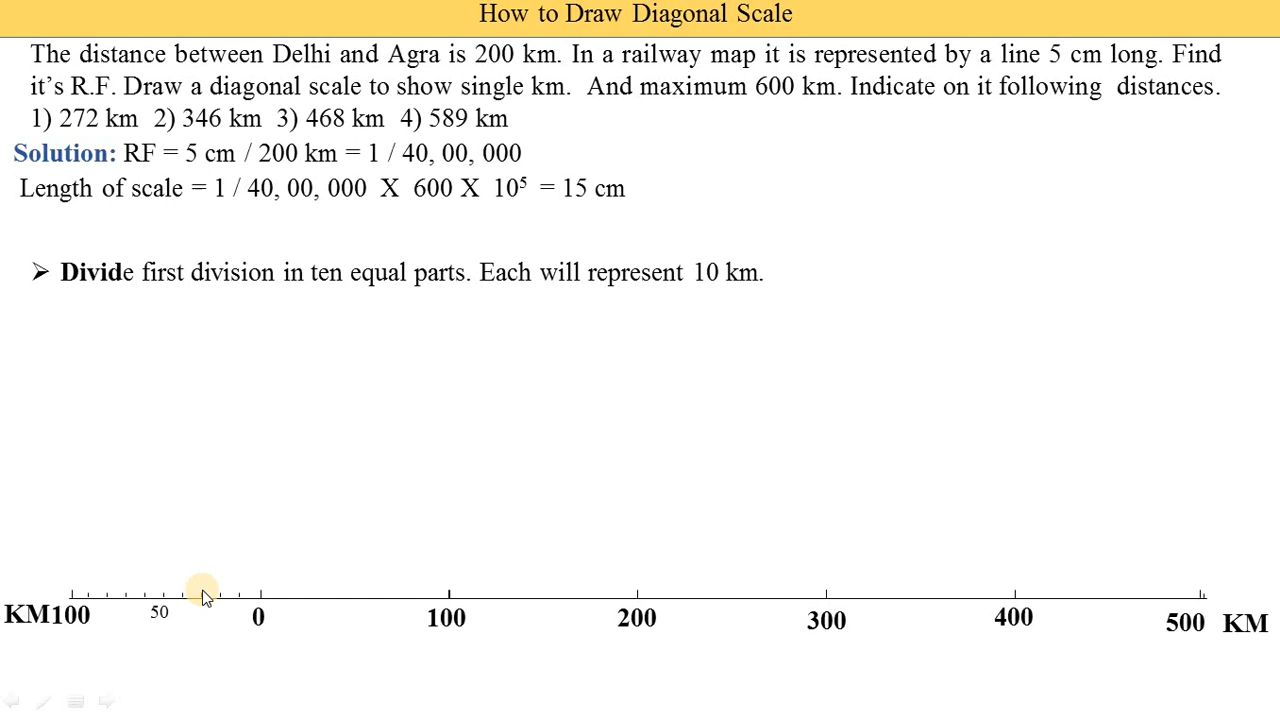 How to Draw Diagonal Scale
The distance between Delhi and Agra is 200 km. In a railway map it is represented by a line 5 cm long. Find
it’s R.F. Draw a diagonal scale to show single km. And maximum 600 km. Indicate on it following distances.
1) 272 km 2) 346 km 3) 468 km 4) 589 km
Solution: RF = 5 cm / 200 km = 1 / 40, 00, 000
Length of scale = 1 / 40, 00, 000 X 600 X 10⁵ = 15 cm
➢ Divide first division in ten equal parts. Each will represent 10 km.
KM100 50 0 100 200 300 400 500 KM